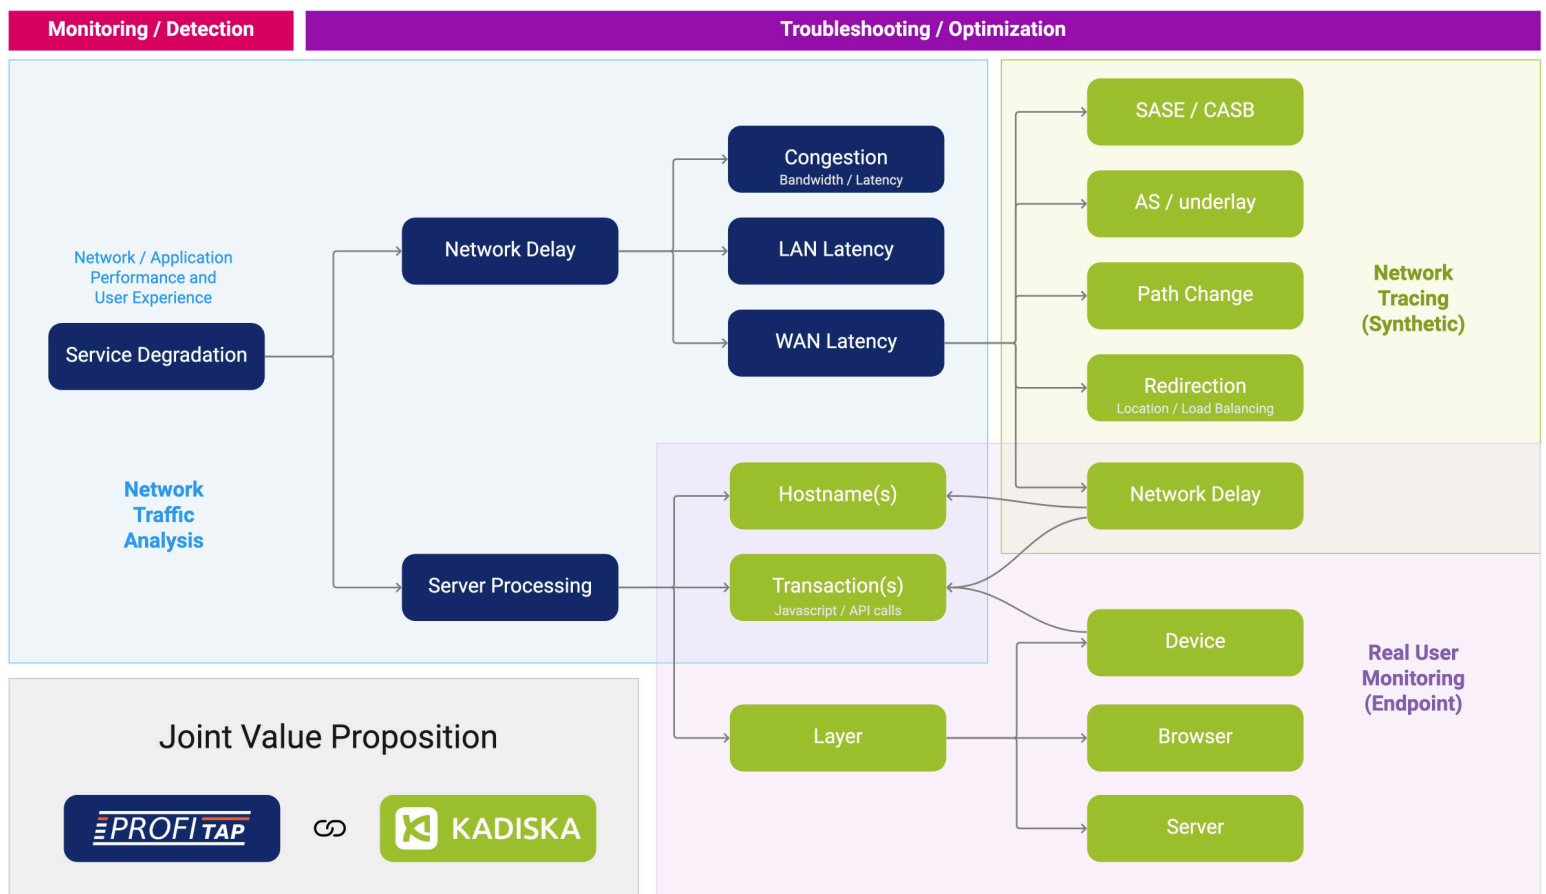 Monitoring / Detection
Troubleshooting / Optimization
Network / Application
Performance and
User Experience
Service Degradation
Network
Traffic
Analysis
Network Delay
Server Processing
Congestion
Bandwidth / Latency
LAN Latency
WAN Latency
Hostname(s)
Transaction(s)
Javascript / API calls
Layer
SASE / CASB
AS / underlay
Path Change
Redirection
Location / Load Balancing
Network Delay
Device
Browser
Server
Network
Tracing
(Synthetic)
Real User
Monitoring
(Endpoint)
Joint Value Proposition
PROFITAP
KADISKA